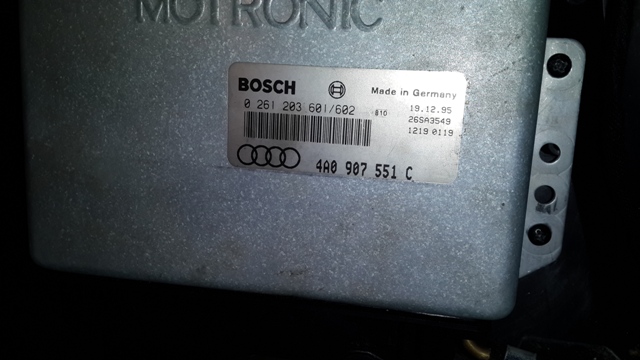 MOTRONIC
BOSCH
Made in Germany
0 261 203 601/602
B10
19.12.95
26SA3549
1219 0119
4A0 907 551 C